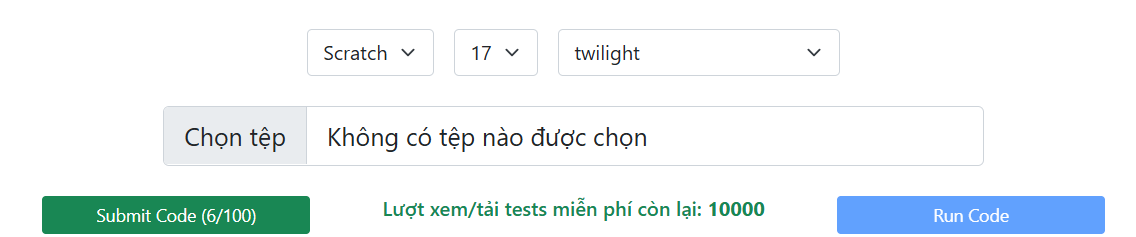 Scratch 17 twilight
Chọn tệp Không có tệp nào được chọn
Submit Code (6/100) Lượt xem/tải tests miễn phí còn lại: 10000 Run Code